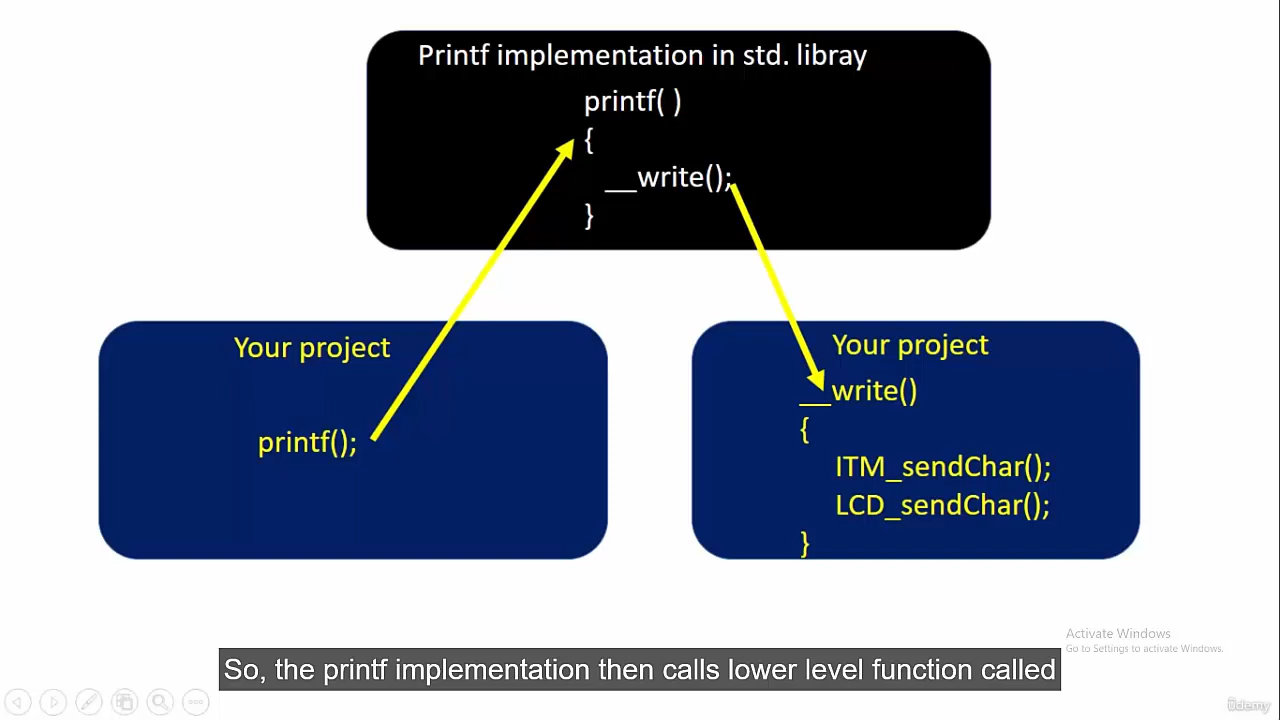 Printf implementation in std. libray
printf( )
{
__write();
}
Your project
printf();
Your project
__write()
{
ITM_sendChar();
LCD_sendChar();
}
Activate Windows
Go to Settings to activate Windows.
So, the printf implementation then calls lower level function called
ûdemy